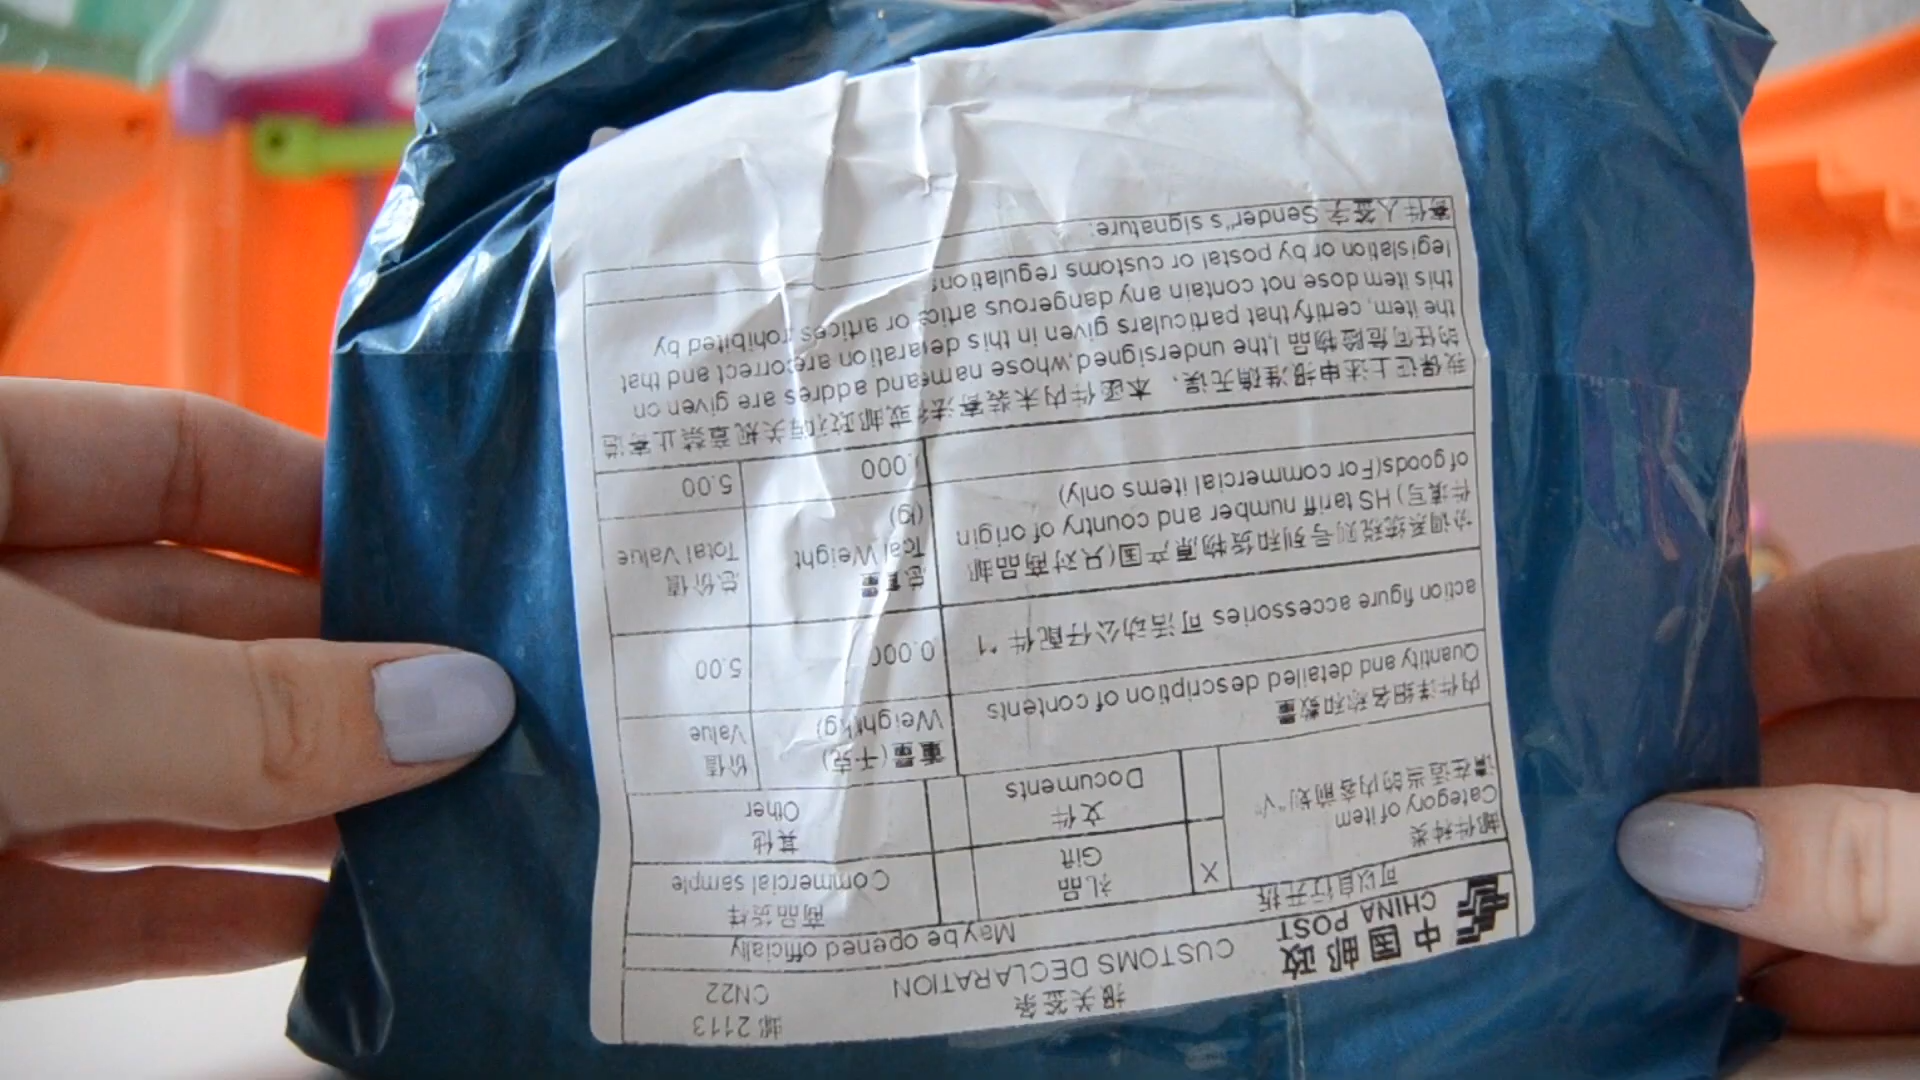 中国邮政
CHINA POST
报关签条
CUSTOMS DECLARATION
邮 2113
CN22
可以自行开拆
May be opened officially
邮件种类
Category of item
请在适当的内容前划"√"
X
礼品
Gift
商品货样
Commercial sample
文件
Documents
其他
Other
内件详细名称和数量
Quantity and detailed description of contents
重量(千克)
Weight(kg)
价值
Value
action figure accessories 可活动公仔配件 *1
5.00
协调系统税则号列和货物原产国(只对商品邮
件填写) HS tariff number and country of origin
of goods(For commercial items only)
总重量
Weight
(kg)
总价值
Total Value
5.00
我保证上述申报准确无误, 本函件内未装寄法 或邮政和海关规章禁止寄递
的任何危险物品 I,the undersigned,whose name and address are given on
the item, certify that particulars given in this are correct and that
this item dose not contain any dangerous or artices by
legislation or by postal or customs regulations
寄件人签字 Sender"s signature: